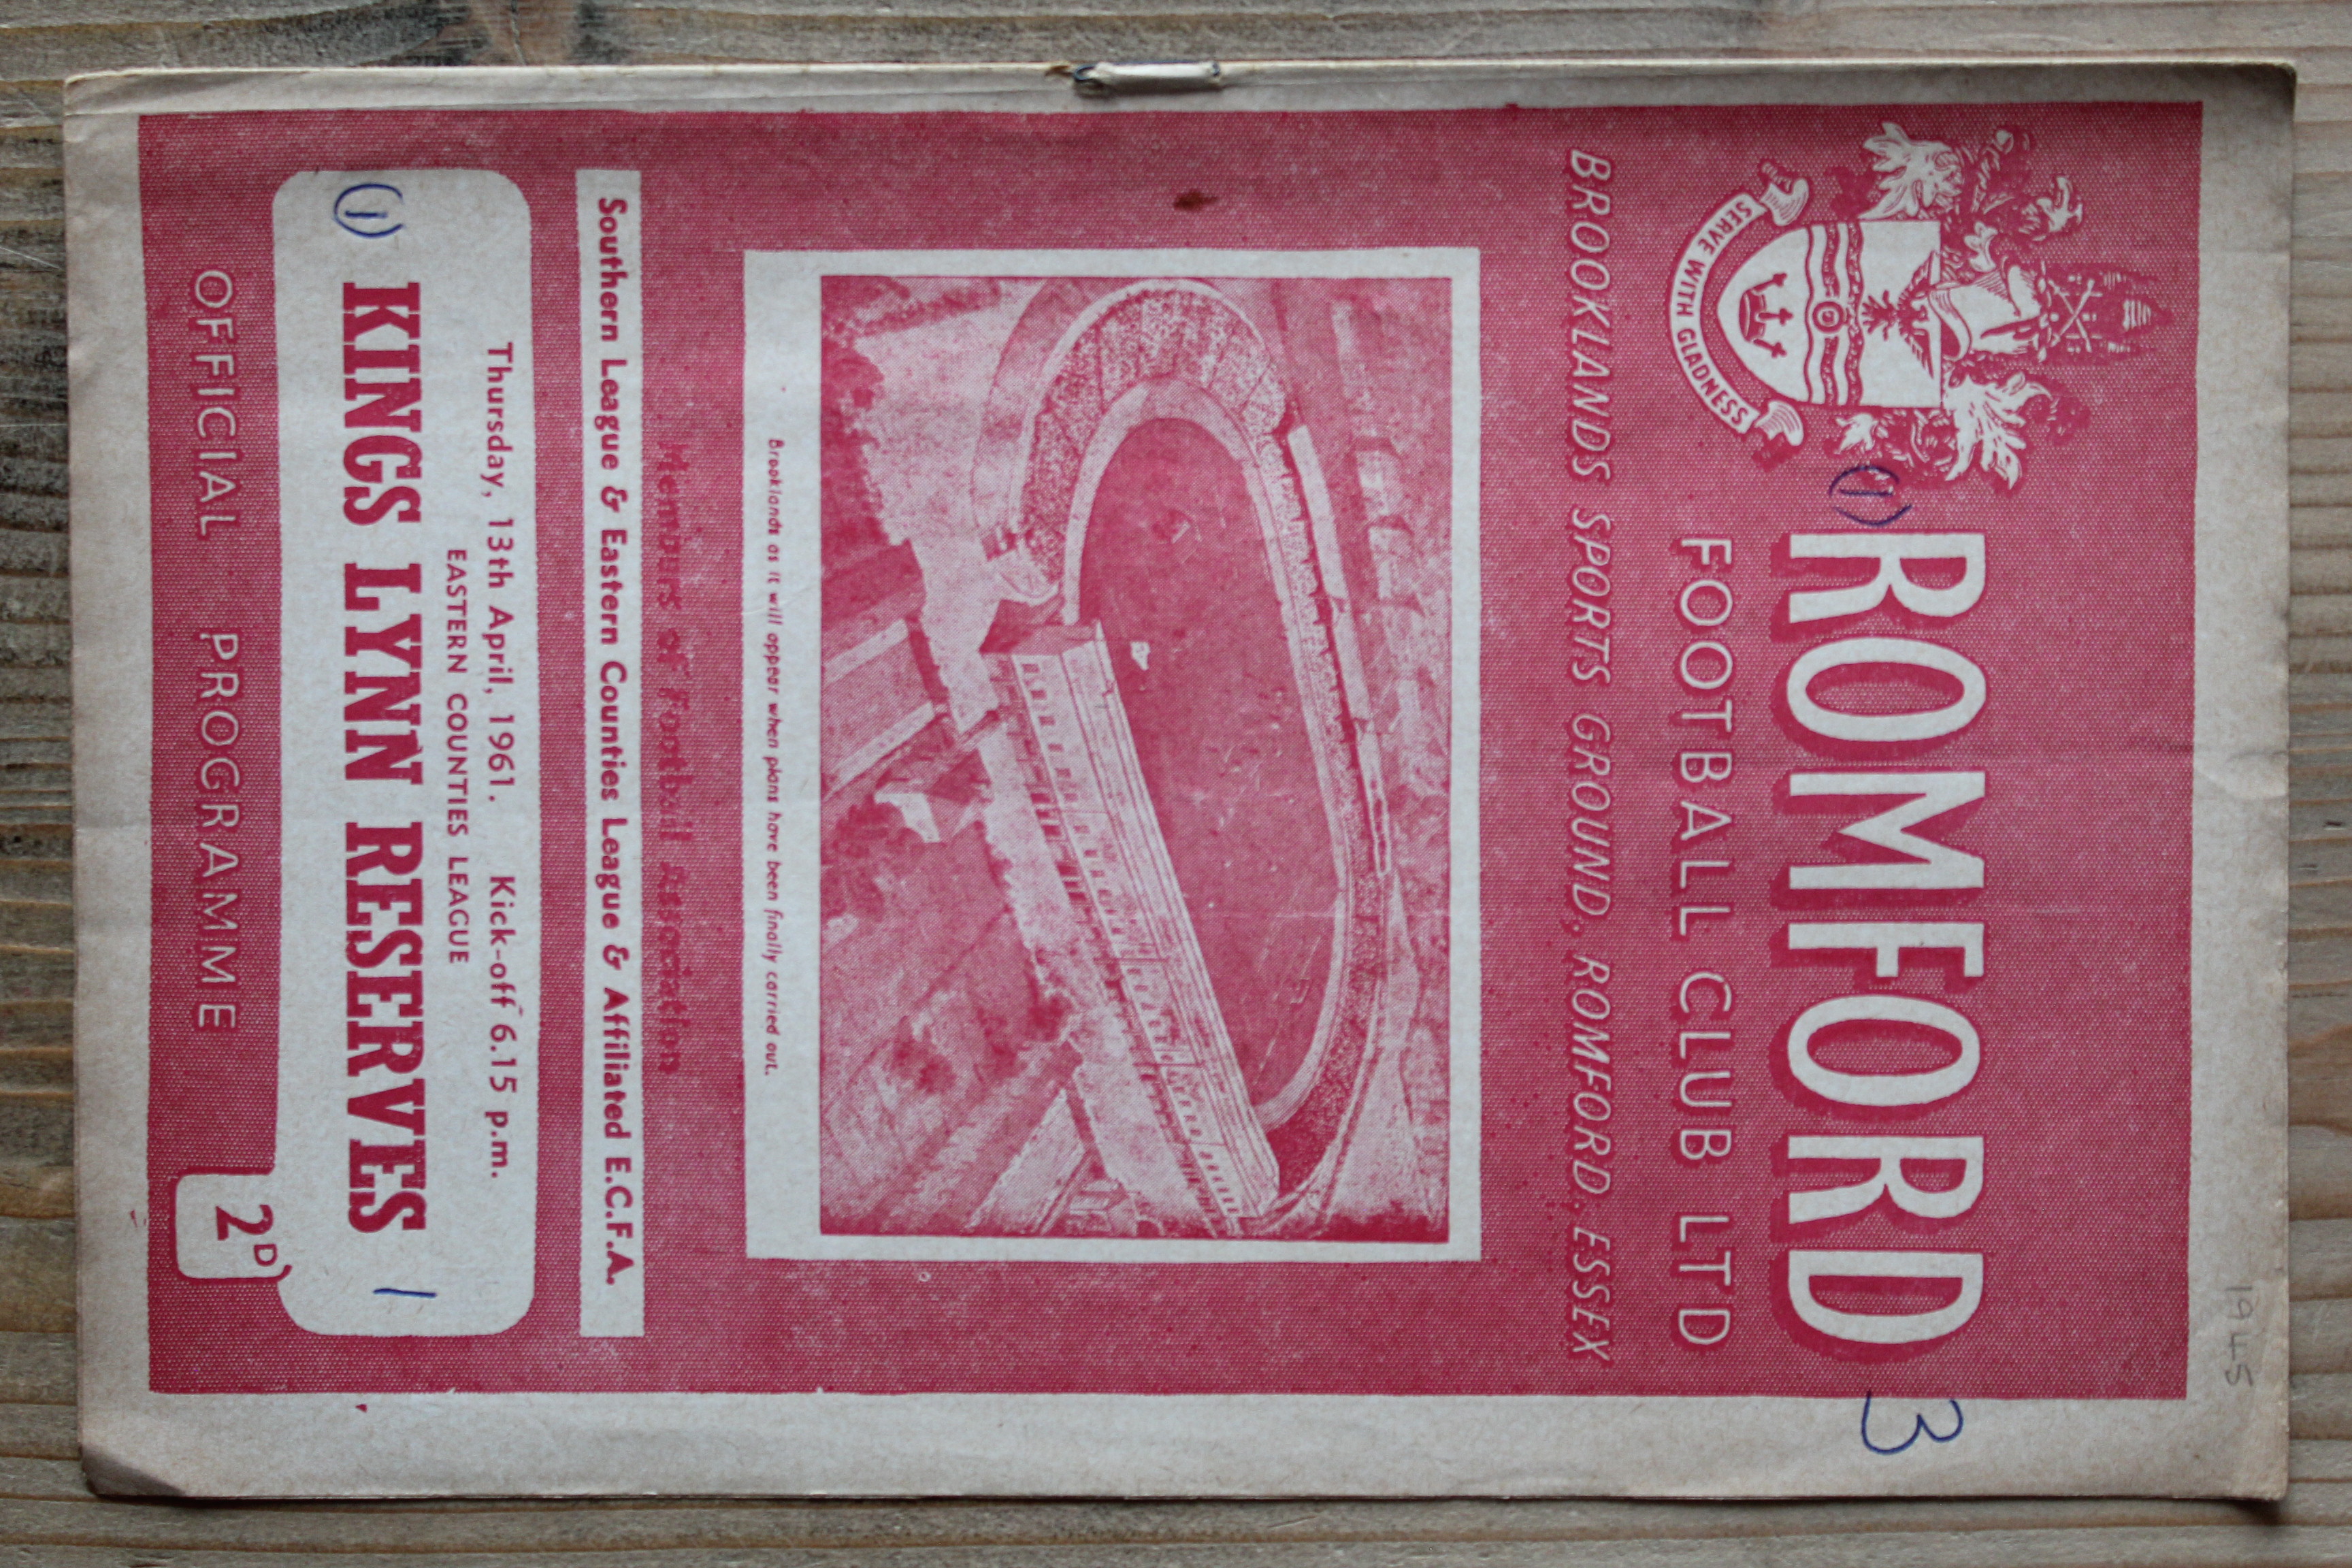 1945
(1) ROMFORD 3
FOOTBALL CLUB LTD
SERVE WITH GLADNESS
BROOKLANDS SPORTS GROUND, ROMFORD, ESSEX
Brooklands as it will appear when plans have been finally carried out.
Members of Football Association
Southern League & Eastern Counties League & Affiliated E.C.F.A.
Thursday, 13th April, 1961. Kick-off 6.15 p.m.
EASTERN COUNTIES LEAGUE
(1) KINGS LYNN RESERVES 1
OFFICIAL PROGRAMME 2D.